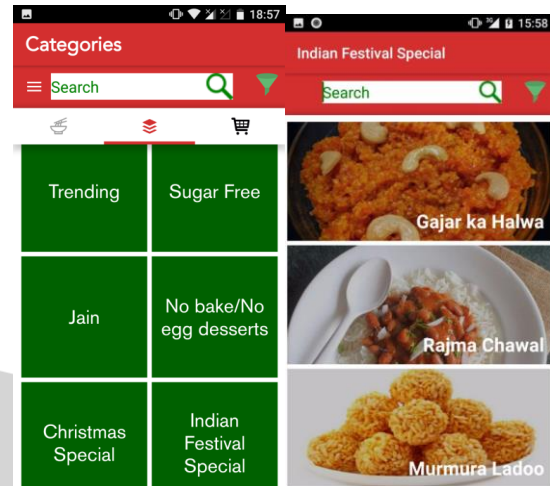 18:57
Categories
Search
Trending
Sugar Free
Jain
No bake/No
egg desserts
Christmas
Special
Indian
Festival
Special
3G
15:58
Indian Festival Special
Search
Gajar ka Halwa
Rajma Chawal
Murmura Ladoo